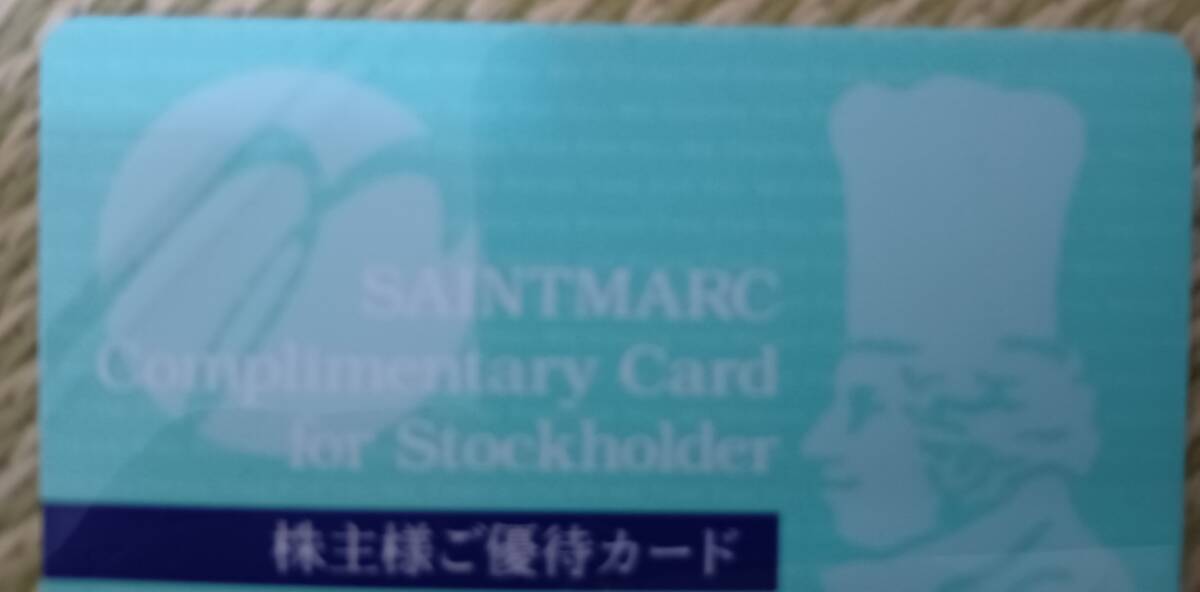 SAINTMARC
Complimentary Card
for Stockholder
株主様ご優待カード